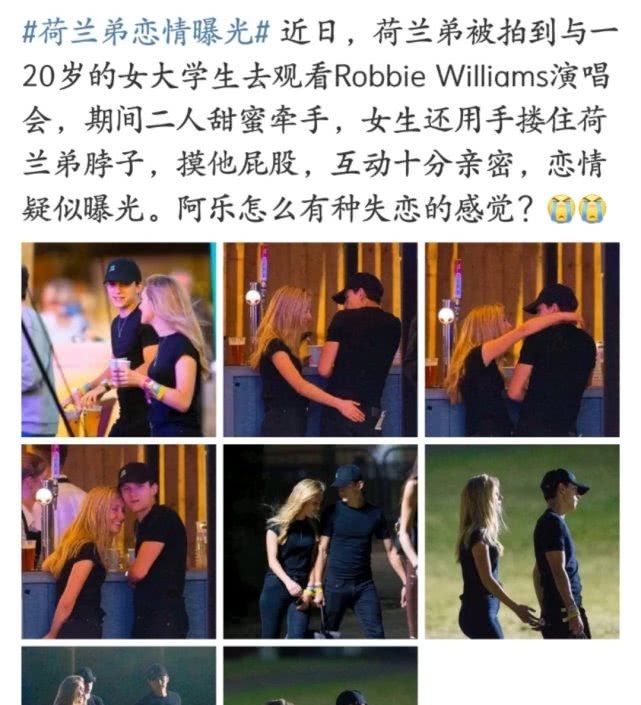 #荷兰弟恋情曝光# 近日，荷兰弟被拍到与一
20岁的女大学生去观看Robbie Williams演唱
会，期间二人甜蜜牵手，女生还用手搂住荷
兰弟脖子，摸他屁股，互动十分亲密，恋情
疑似曝光。阿乐怎么有种失恋的感觉？😭😭